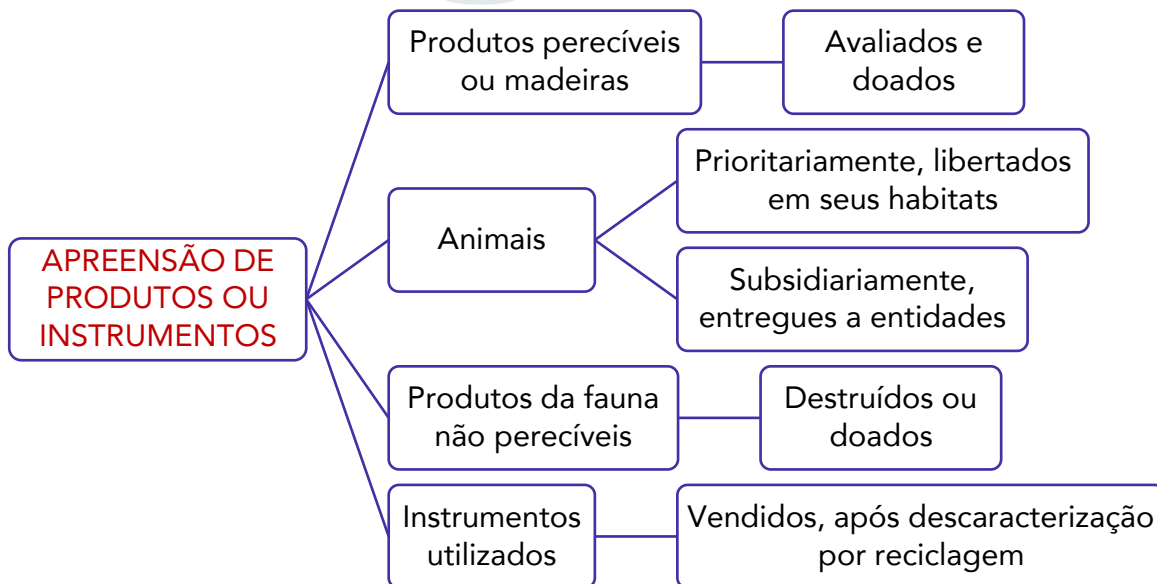 APREENSÃO DE
PRODUTOS OU
INSTRUMENTOS
Produtos perecíveis
ou madeiras
Avaliados e
doados
Animais
Prioritariamente, libertados
em seus habitats
Subsidiariamente,
entregues a entidades
Produtos da fauna
não perecíveis
Destruídos ou
doados
Instrumentos
utilizados
Vendidos, após descaracterização
por reciclagem